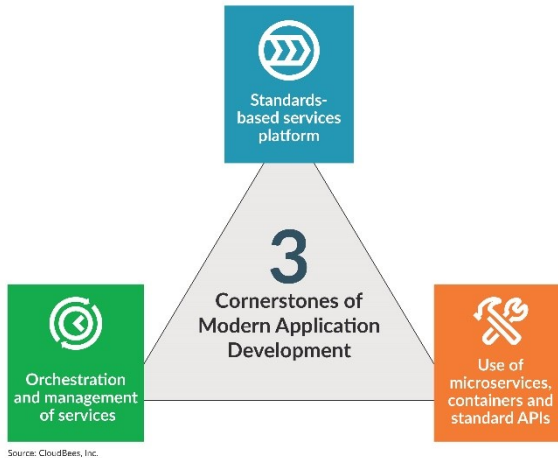 Standards-
based services
platform
3
Cornerstones of
Modern Application
Development
Orchestration
and management
of services
Use of
microservices,
containers and
standard APIs
Source: CloudBees, Inc.